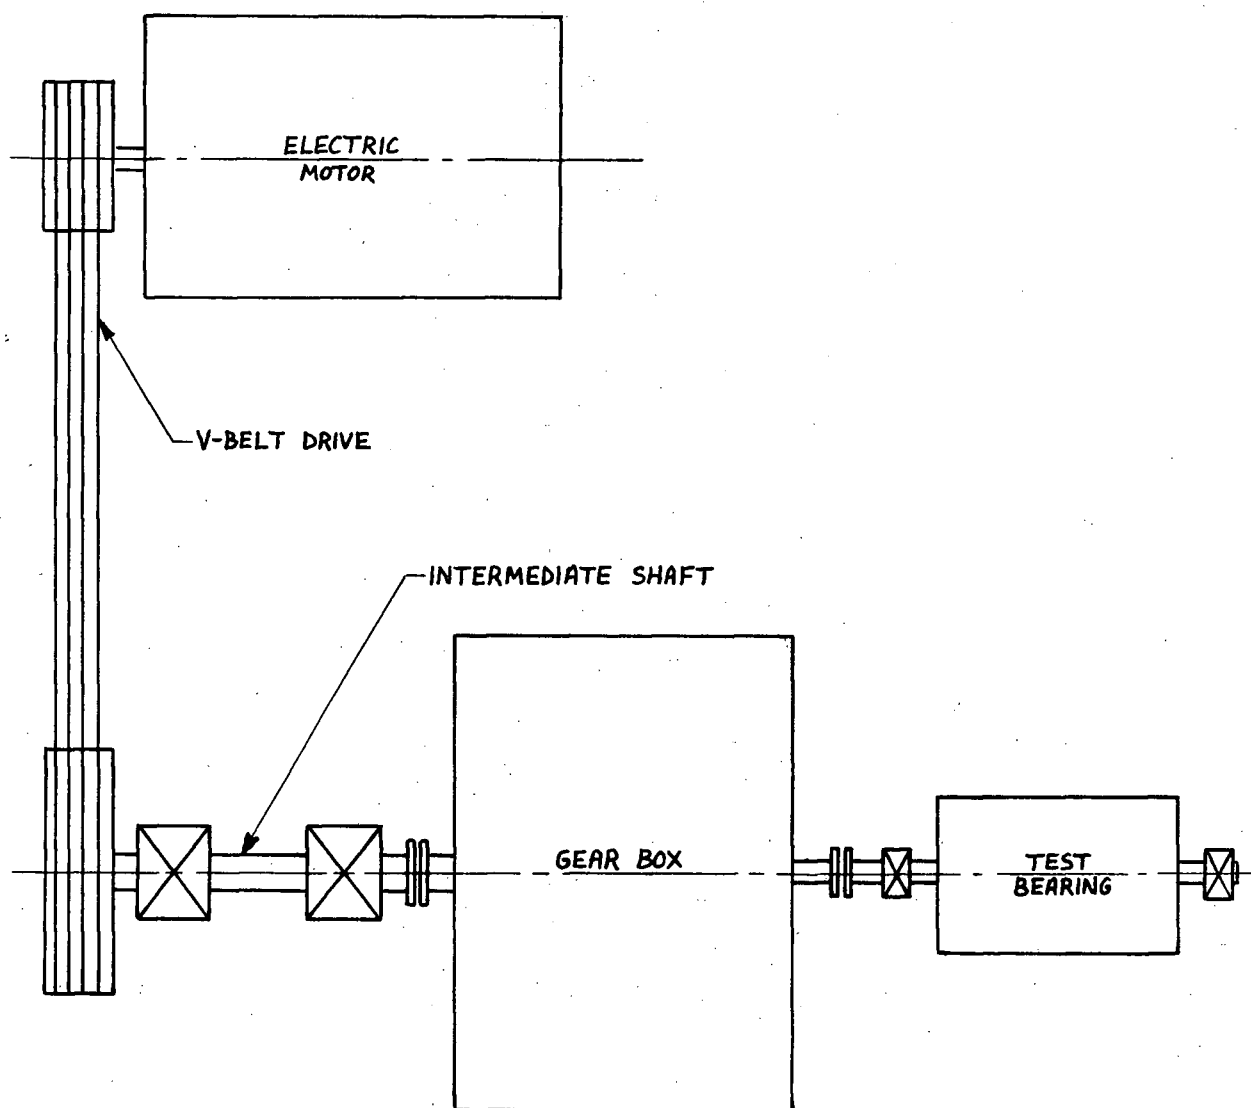 ELECTRIC
MOTOR
V-BELT DRIVE
INTERMEDIATE SHAFT
GEAR BOX
TEST
BEARING